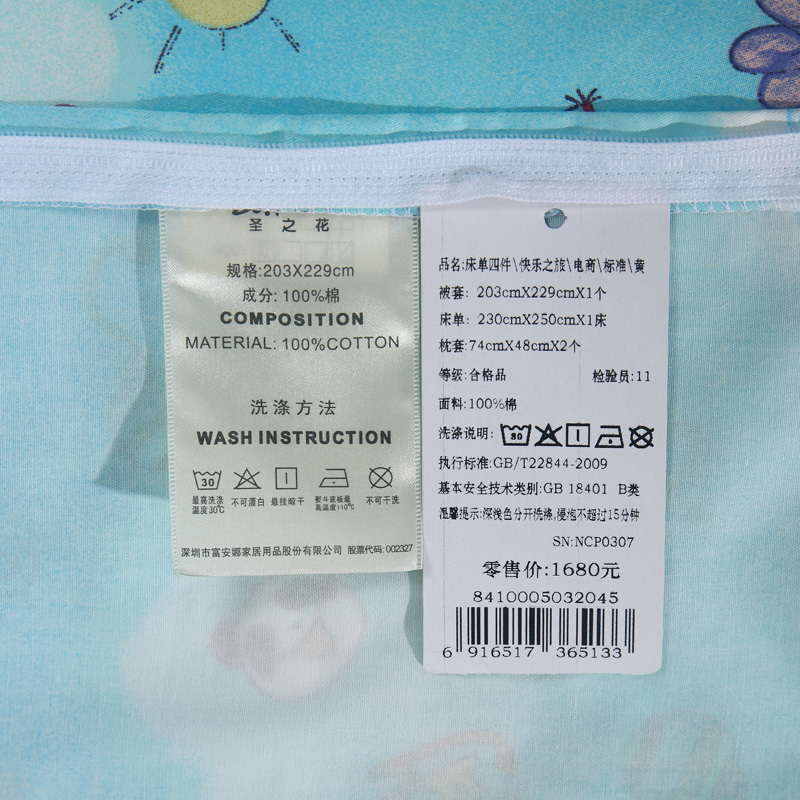 圣之花
规格:203X229cm
成分: 100%棉
COMPOSITION
MATERIAL: 100%COTTON
洗涤方法
WASH INSTRUCTION
30
最高洗涤温度30℃ 不可漂白 悬挂晾干 熨斗底板最高温度110℃ 不可干洗
深圳市富安娜家居用品股份有限公司 股票代码: 002327
品名:床单四件\快乐之旅\电商\标准\黄
被套: 203cmX229cmX1个
床单: 230cmX250cmX1床
枕套:74cmX48cmX2个
等级:合格品 检验员:11
面料:100%棉
洗涤说明:
执行标准:GB/T22844-2009
基本安全技术类别:GB 18401 B类
温馨提示:深浅色分开洗涤,浸泡不超过15分钟
SN:NCP0307
零售价:1680元
8410005032045
6 916517 365133